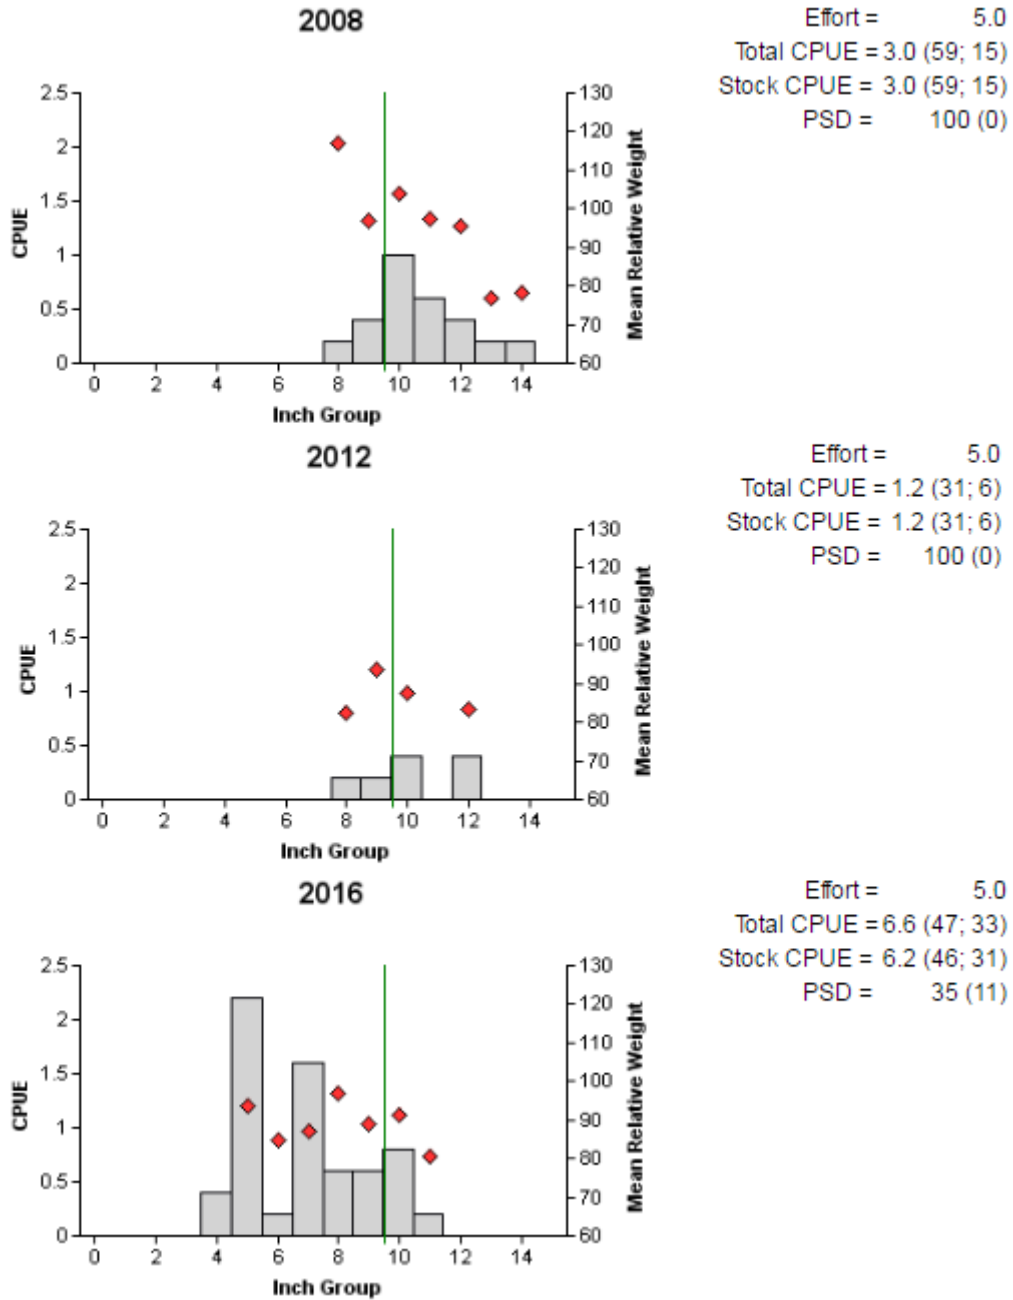 2008
Effort = 5.0
Total CPUE = 3.0 (59; 15)
Stock CPUE = 3.0 (59; 15)
PSD = 100 (0)
2.5
2
1.5
1
0.5
0
CPUE
130
120
110
100
90
80
70
60
Mean Relative Weight
0 2 4 6 8 10 12 14
Inch Group
2012
Effort = 5.0
Total CPUE = 1.2 (31; 6)
Stock CPUE = 1.2 (31; 6)
PSD = 100 (0)
2.5
2
1.5
1
0.5
0
CPUE
130
120
110
100
90
80
70
60
Mean Relative Weight
0 2 4 6 8 10 12 14
Inch Group
2016
Effort = 5.0
Total CPUE = 6.6 (47; 33)
Stock CPUE = 6.2 (46; 31)
PSD = 35 (11)
2.5
2
1.5
1
0.5
0
CPUE
130
120
110
100
90
80
70
60
Mean Relative Weight
0 2 4 6 8 10 12 14
Inch Group